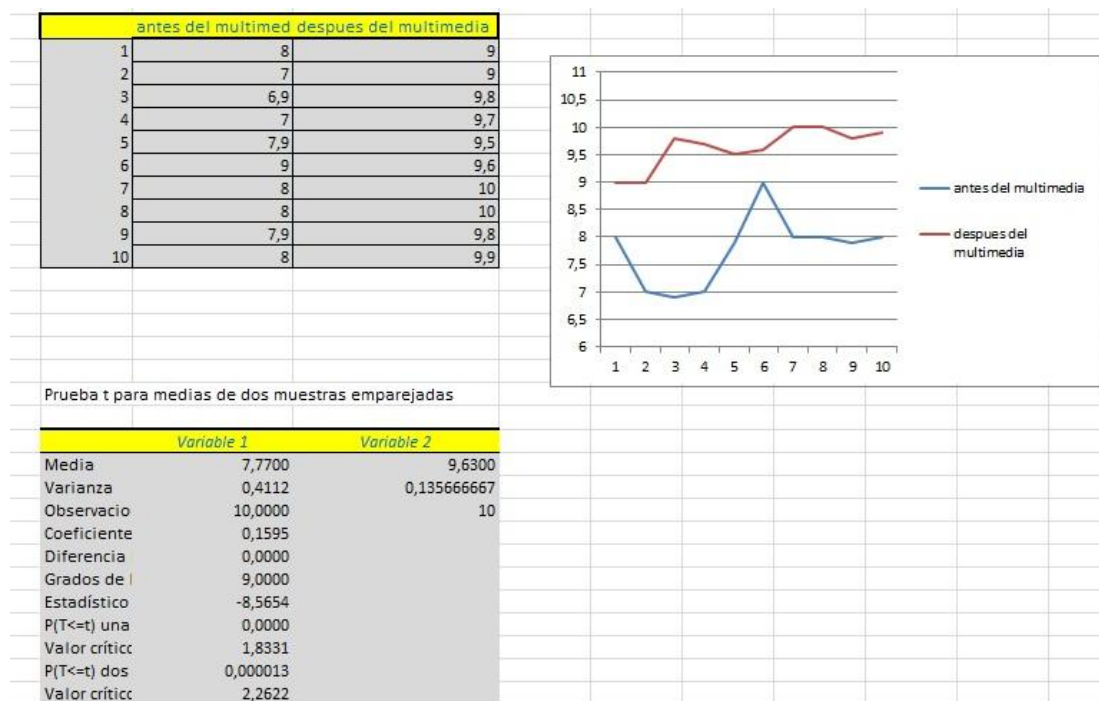 antes del multimed despues del multimedia
1 8 9
2 7 9
3 6,9 9,8
4 7 9,7
5 7,9 9,5
6 9 9,6
7 8 10
8 8 10
9 7,9 9,8
10 8 9,9
11
10,5
10
9,5
9
8,5
8
7,5
7
6,5
6
1 2 3 4 5 6 7 8 9 10
antes del multimedia
despues del
multimedia
Prueba t para medias de dos muestras emparejadas
Variable 1 Variable 2
Media 7,7700 9,6300
Varianza 0,4112 0,135666667
Observacio 10,0000 10
Coeficiente 0,1595
Diferencia 0,0000
Grados de 9,0000
Estadístico -8,5654
P(T<=t) una 0,0000
Valor crític 1,8331
P(T<=t) dos 0,000013
Valor crític 2,2622